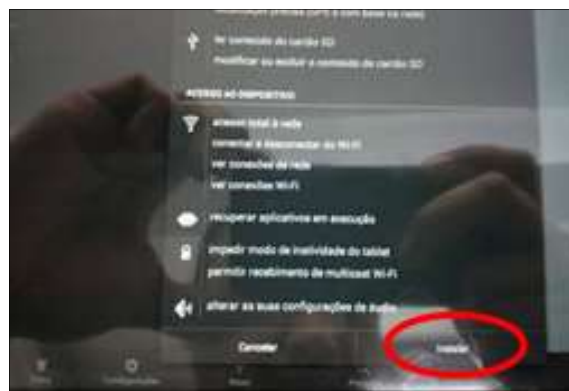 ler conteúdo do cartão SD
modificar ou excluir o conteúdo do cartão SD
ACESSO AO DISPOSITIVO
acesso total à rede
conectar e desconectar do Wi-Fi
ver conexões de rede
ver conexões Wi-Fi
recuperar aplicativos em execução
impedir modo de inatividade do tablet
permitir recebimento de multicast Wi-Fi
alterar as suas configurações de áudio
Cancelar
Instalar